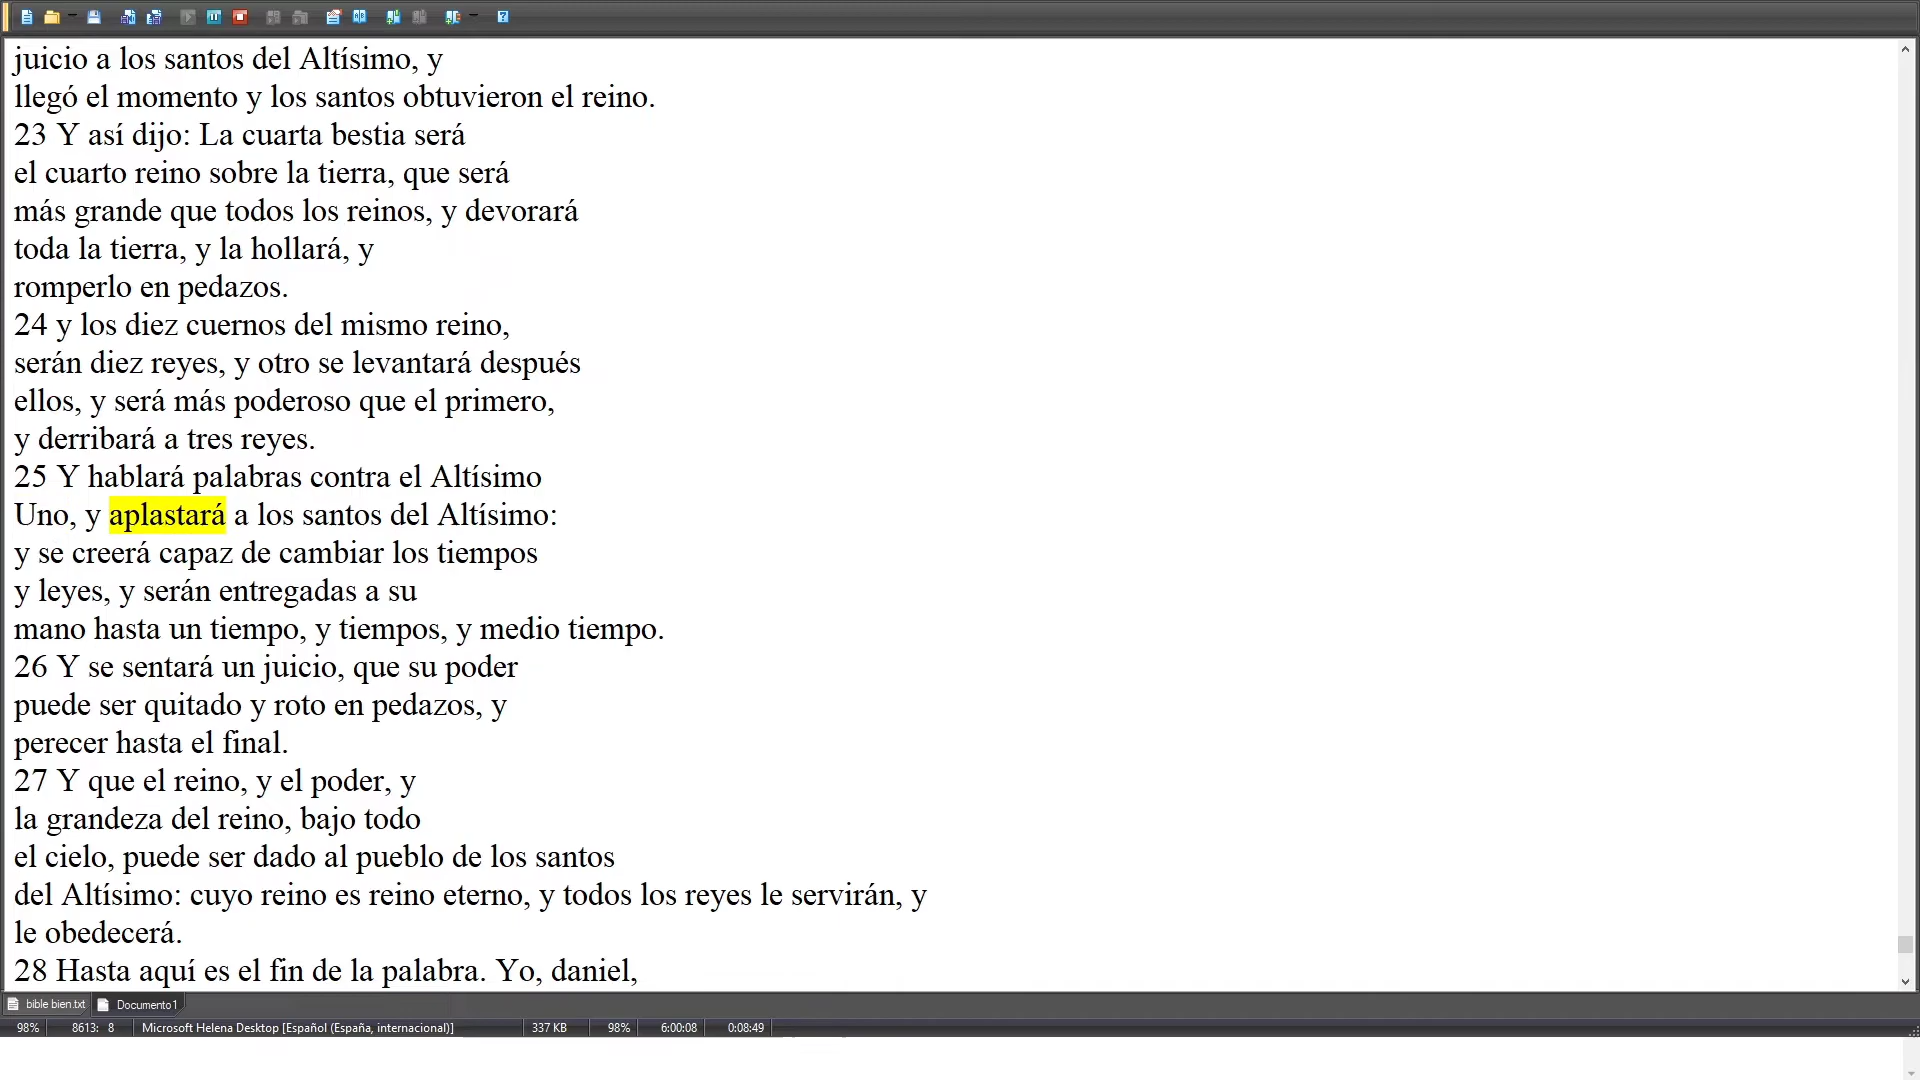 juicio a los santos del Altísimo, y
llegó el momento y los santos obtuvieron el reino.
23 Y así dijo: La cuarta bestia será
el cuarto reino sobre la tierra, que será
más grande que todos los reinos, y devorará
toda la tierra, y la hollará, y
romperlo en pedazos.
24 y los diez cuernos del mismo reino,
serán diez reyes, y otro se levantará después
ellos, y será más poderoso que el primero,
y derribará a tres reyes.
25 Y hablará palabras contra el Altísimo
Uno, y aplastará a los santos del Altísimo:
y se creerá capaz de cambiar los tiempos
y leyes, y serán entregadas a su
mano hasta un tiempo, y tiempos, y medio tiempo.
26 Y se sentará un juicio, que su poder
puede ser quitado y roto en pedazos, y
perecer hasta el final.
27 Y que el reino, y el poder, y
la grandeza del reino, bajo todo
el cielo, puede ser dado al pueblo de los santos
del Altísimo: cuyo reino es reino eterno, y todos los reyes le servirán, y
le obedecerá.
28 Hasta aquí es el fin de la palabra. Yo, daniel,
bible bien.txt Documento1
98% 8613: 8 Microsoft Helena Desktop [Español (España, internacional)] 337 KB 98% 6:00:08 0:08:49